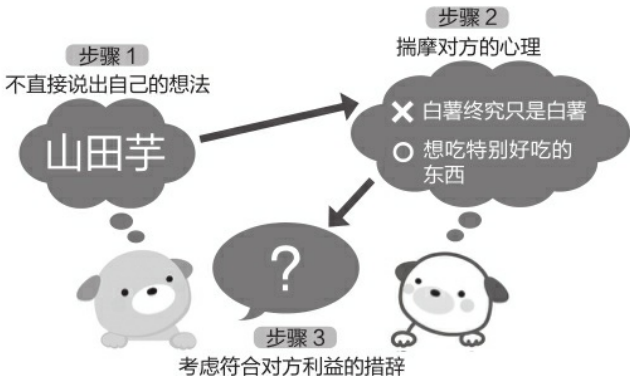 步骤 1
不直接说出自己的想法
山田芋
步骤 2
揣摩对方的心理
× 白薯终究只是白薯
○ 想吃特别好吃的
东西
?
步骤 3
考虑符合对方利益的措辞